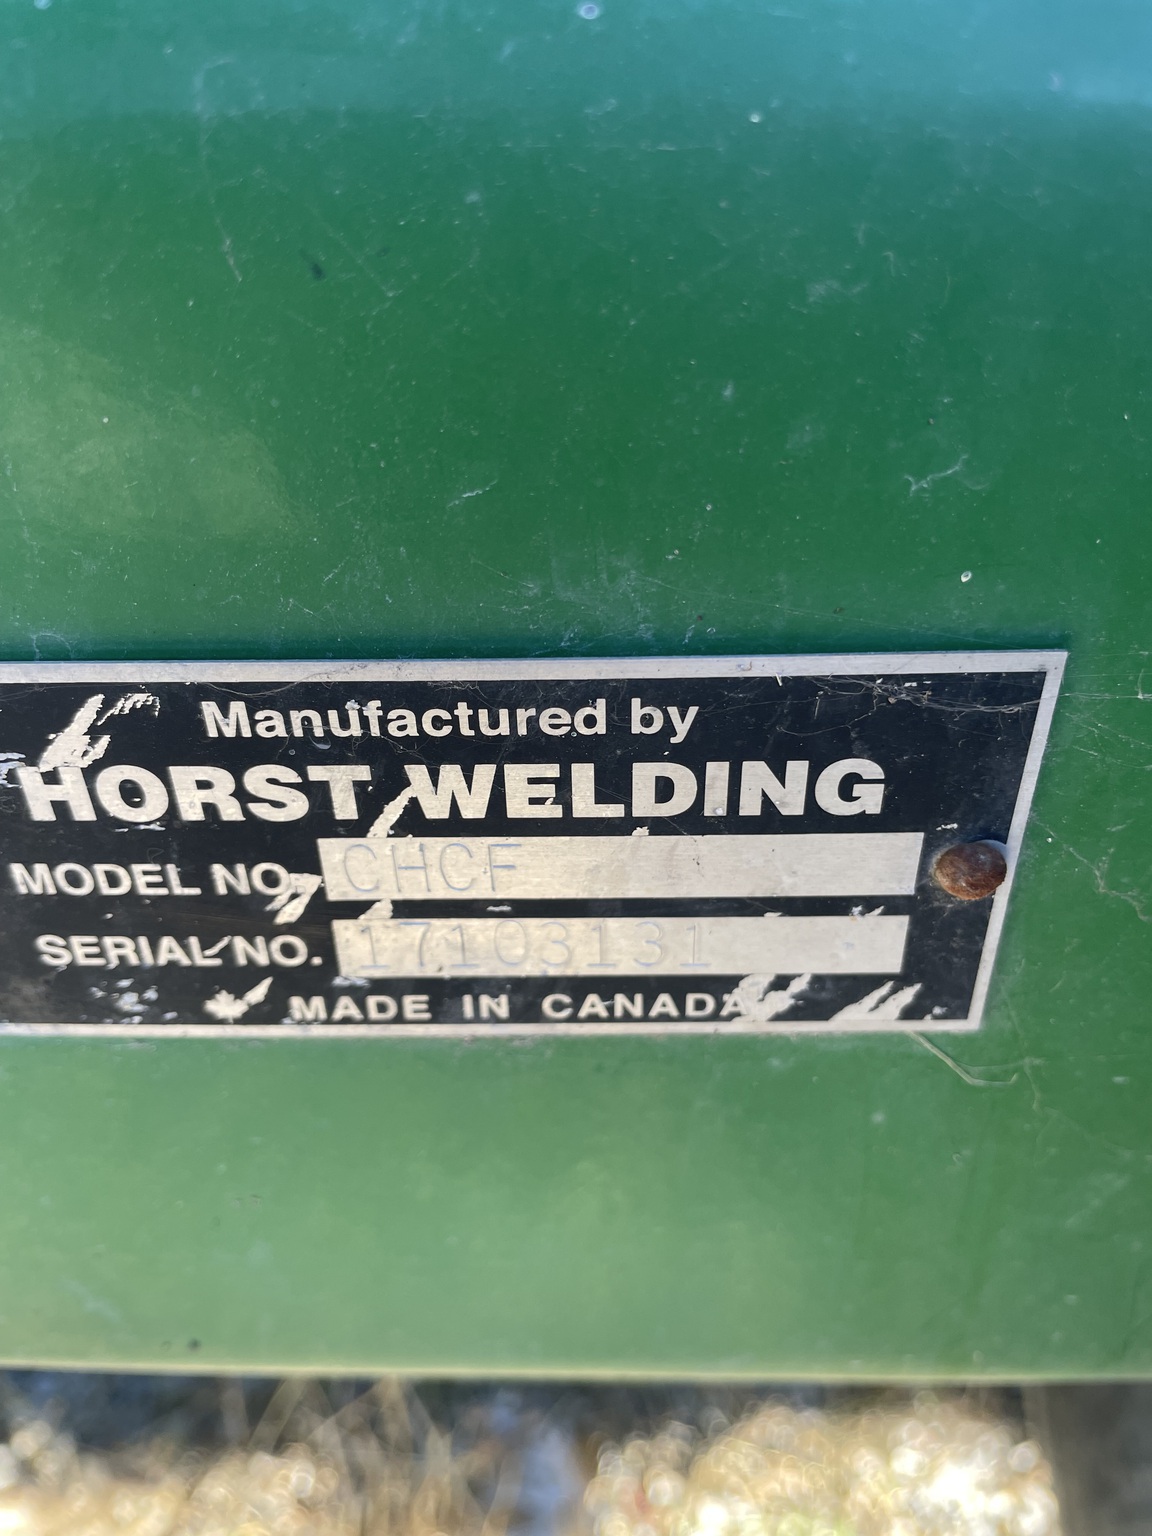 Manufactured by
HORST WELDING
MODEL NO. CHCF
SERIAL NO. 17103131
MADE IN CANADA